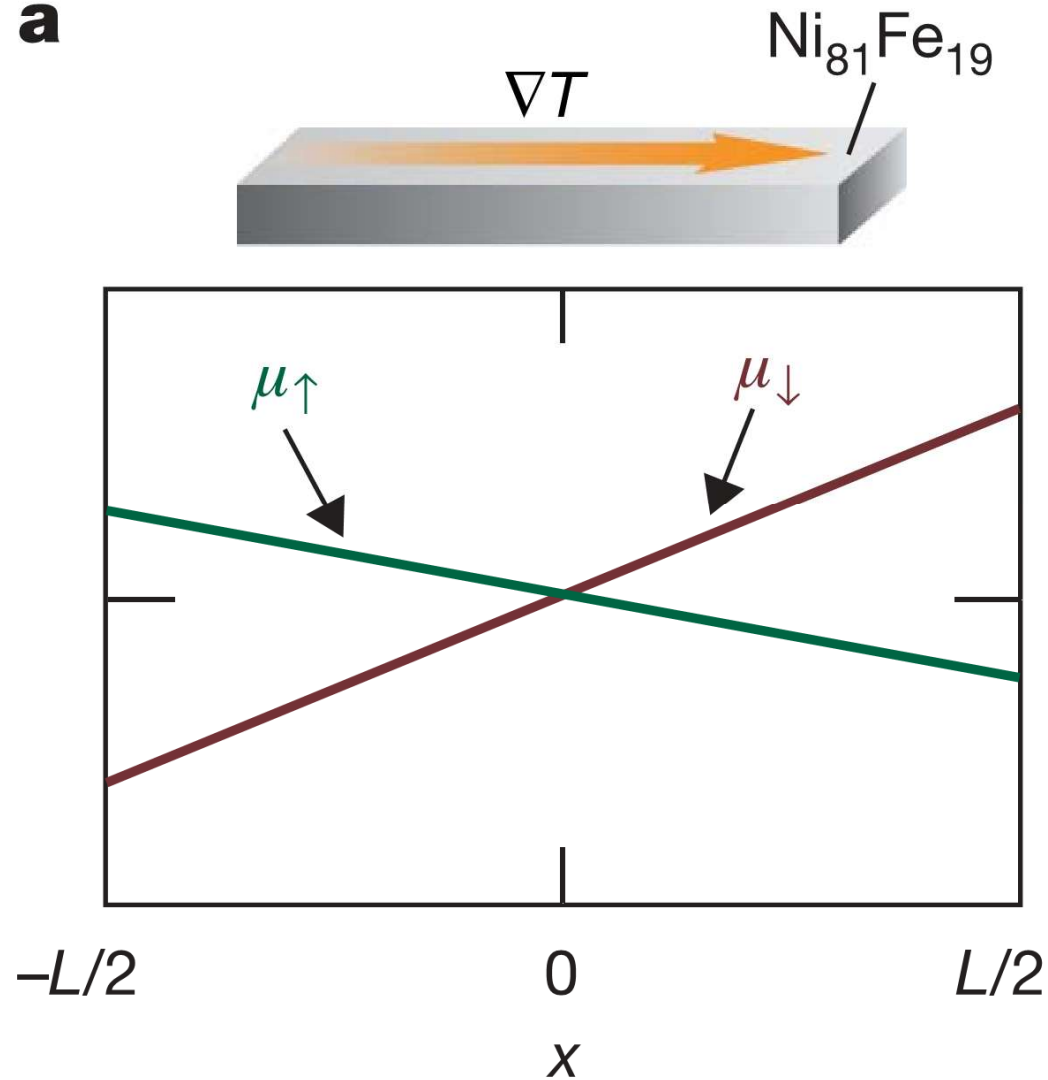 a
Ni₈₁Fe₁₉
∇T
μ↑
μ↓
–L/2 0 L/2
x